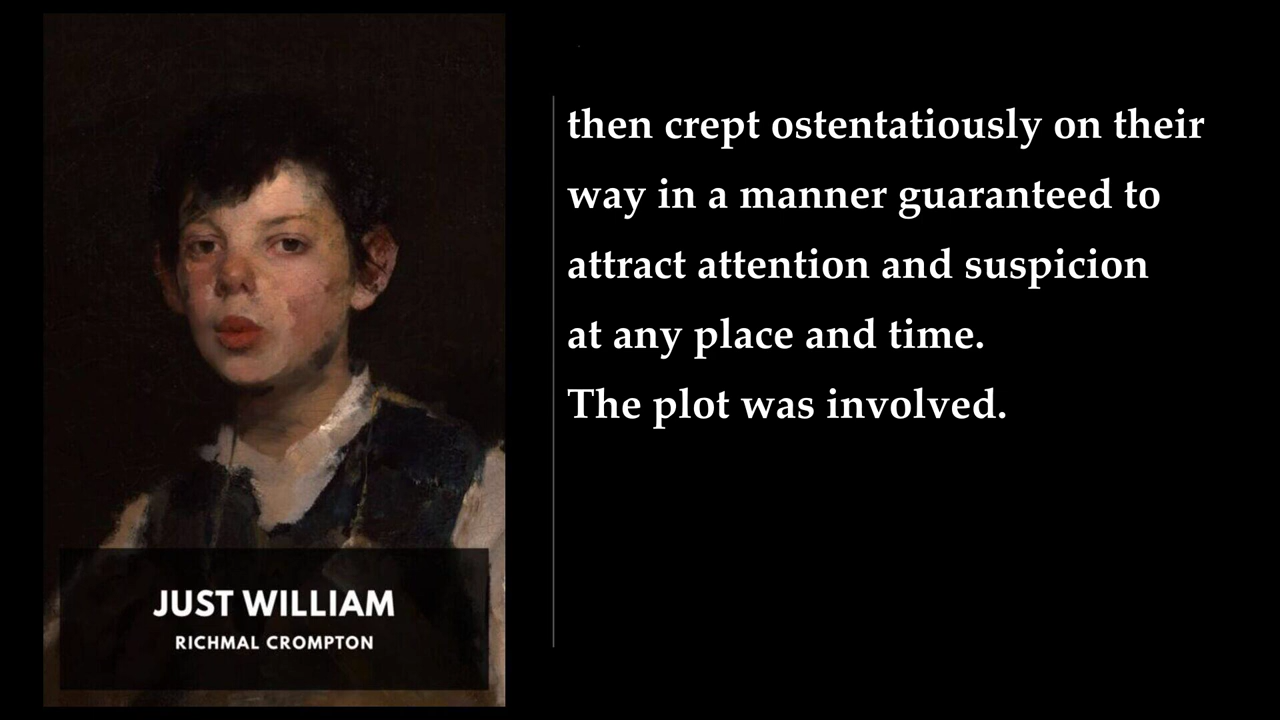 then crept ostentatiously on their
way in a manner guaranteed to
attract attention and suspicion
at any place and time.
The plot was involved.
JUST WILLIAM
RICHMAL CROMPTON